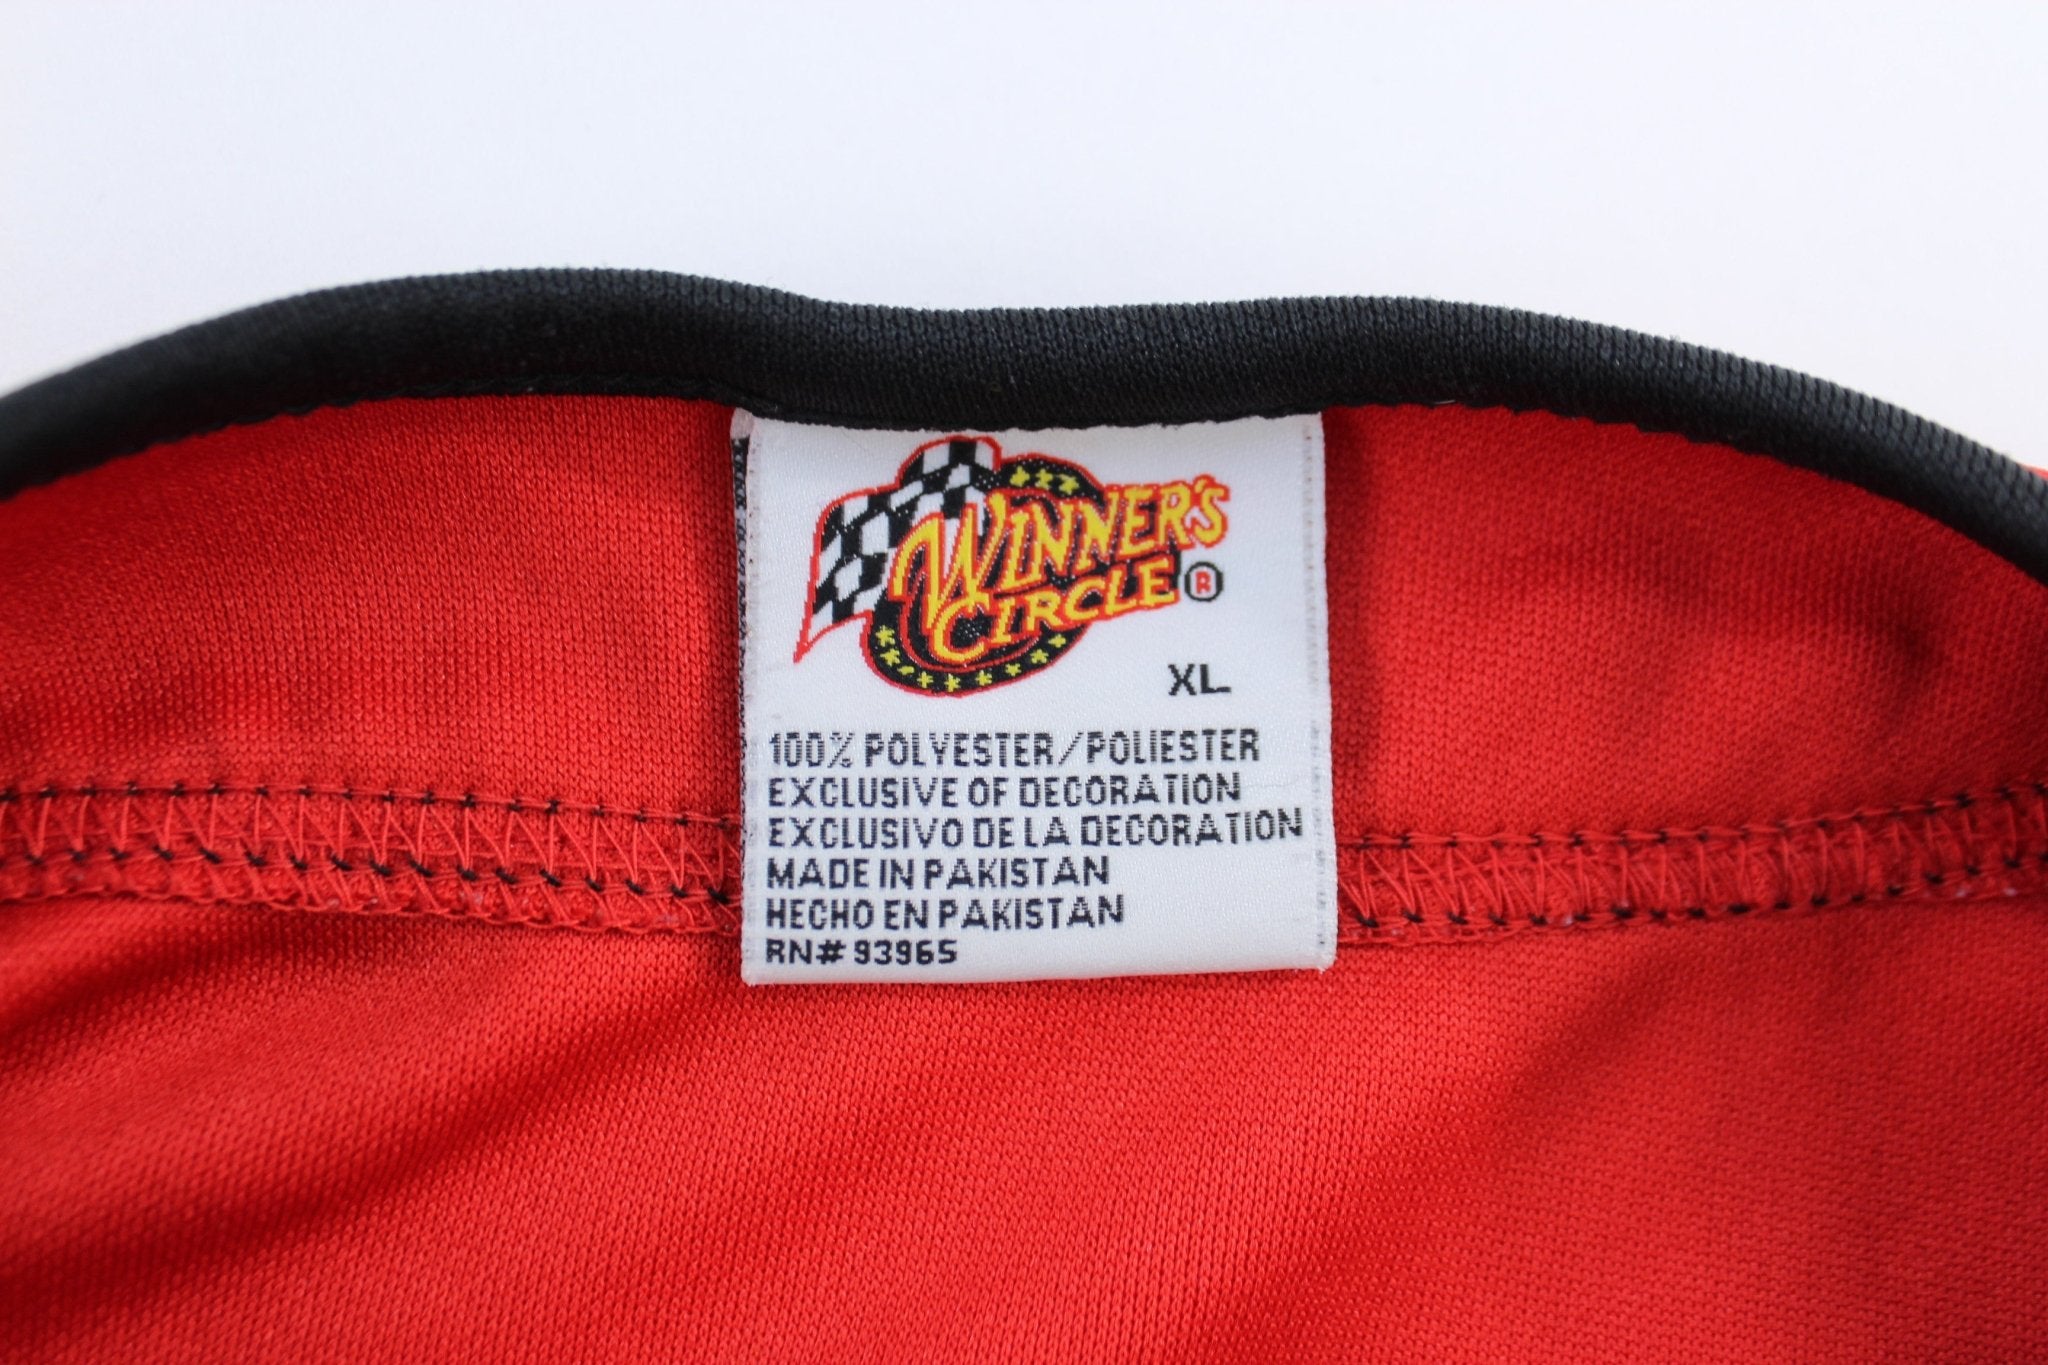 WINNER'S
CIRCLE ®
XL
100% POLYESTER/POLIESTER
EXCLUSIVE OF DECORATION
EXCLUSIVO DE LA DECORATION
MADE IN PAKISTAN
HECHO EN PAKISTAN
RN# 93965